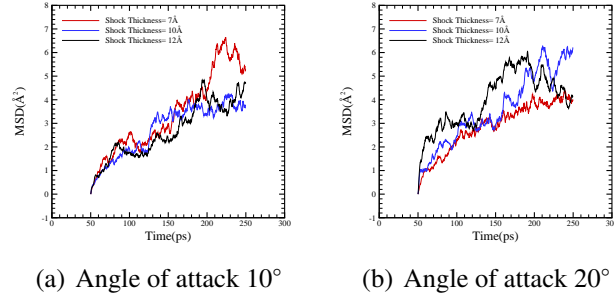 8
7
6
5
4
3
2
1
0
-1
MSD(Å²)
Shock Thickness= 7Å
Shock Thickness= 10Å
Shock Thickness= 12Å
0 50 100 150 200 250 300
Time(ps)
(a) Angle of attack 10°
8
7
6
5
4
3
2
1
0
-1
MSD(Å²)
Shock Thickness= 7Å
Shock Thickness= 10Å
Shock Thickness= 12Å
0 50 100 150 200 250 300
Time(ps)
(b) Angle of attack 20°